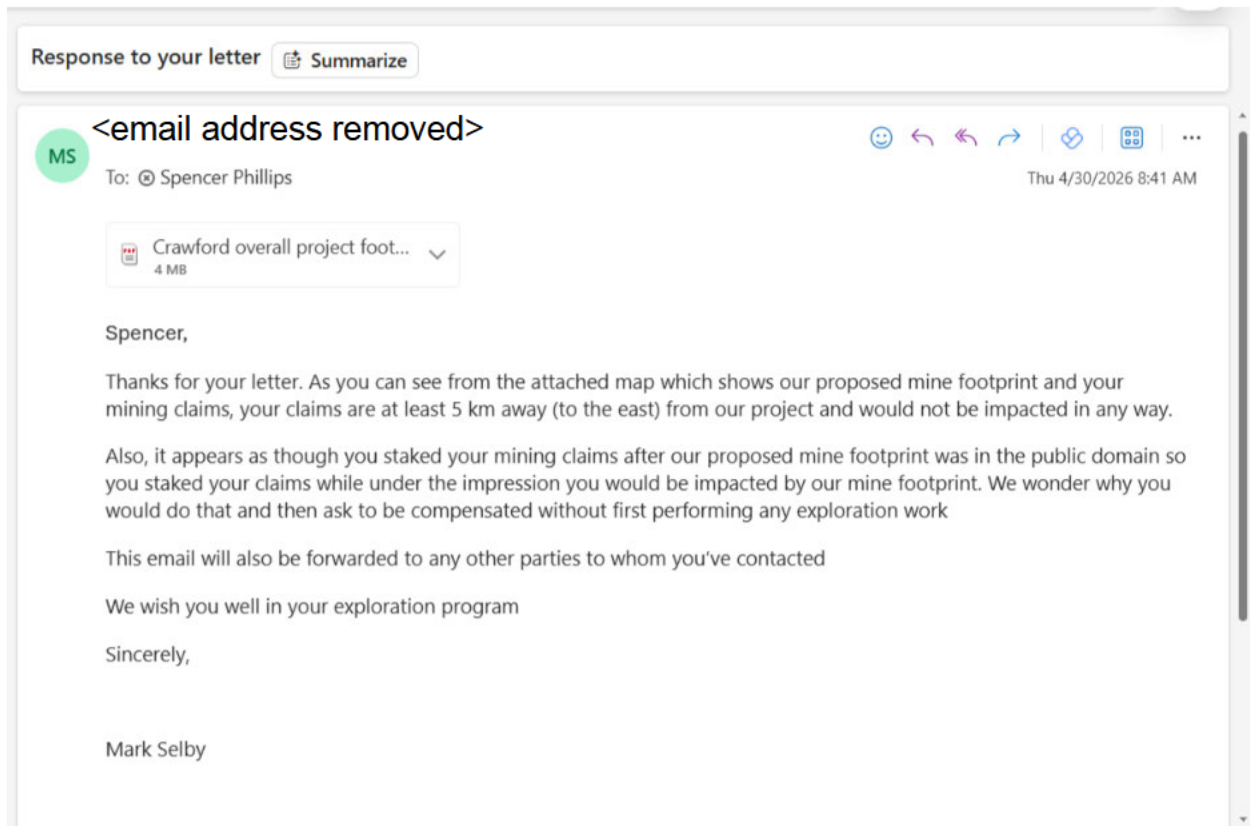 Response to your letter Summarize
<email address removed>
MS
To: Spencer Phillips
Thu 4/30/2026 8:41 AM
Crawford overall project foot...
4 MB
Spencer,
Thanks for your letter. As you can see from the attached map which shows our proposed mine footprint and your
mining claims, your claims are at least 5 km away (to the east) from our project and would not be impacted in any way.
Also, it appears as though you staked your mining claims after our proposed mine footprint was in the public domain so
you staked your claims while under the impression you would be impacted by our mine footprint. We wonder why you
would do that and then ask to be compensated without first performing any exploration work
This email will also be forwarded to any other parties to whom you've contacted
We wish you well in your exploration program
Sincerely,
Mark Selby